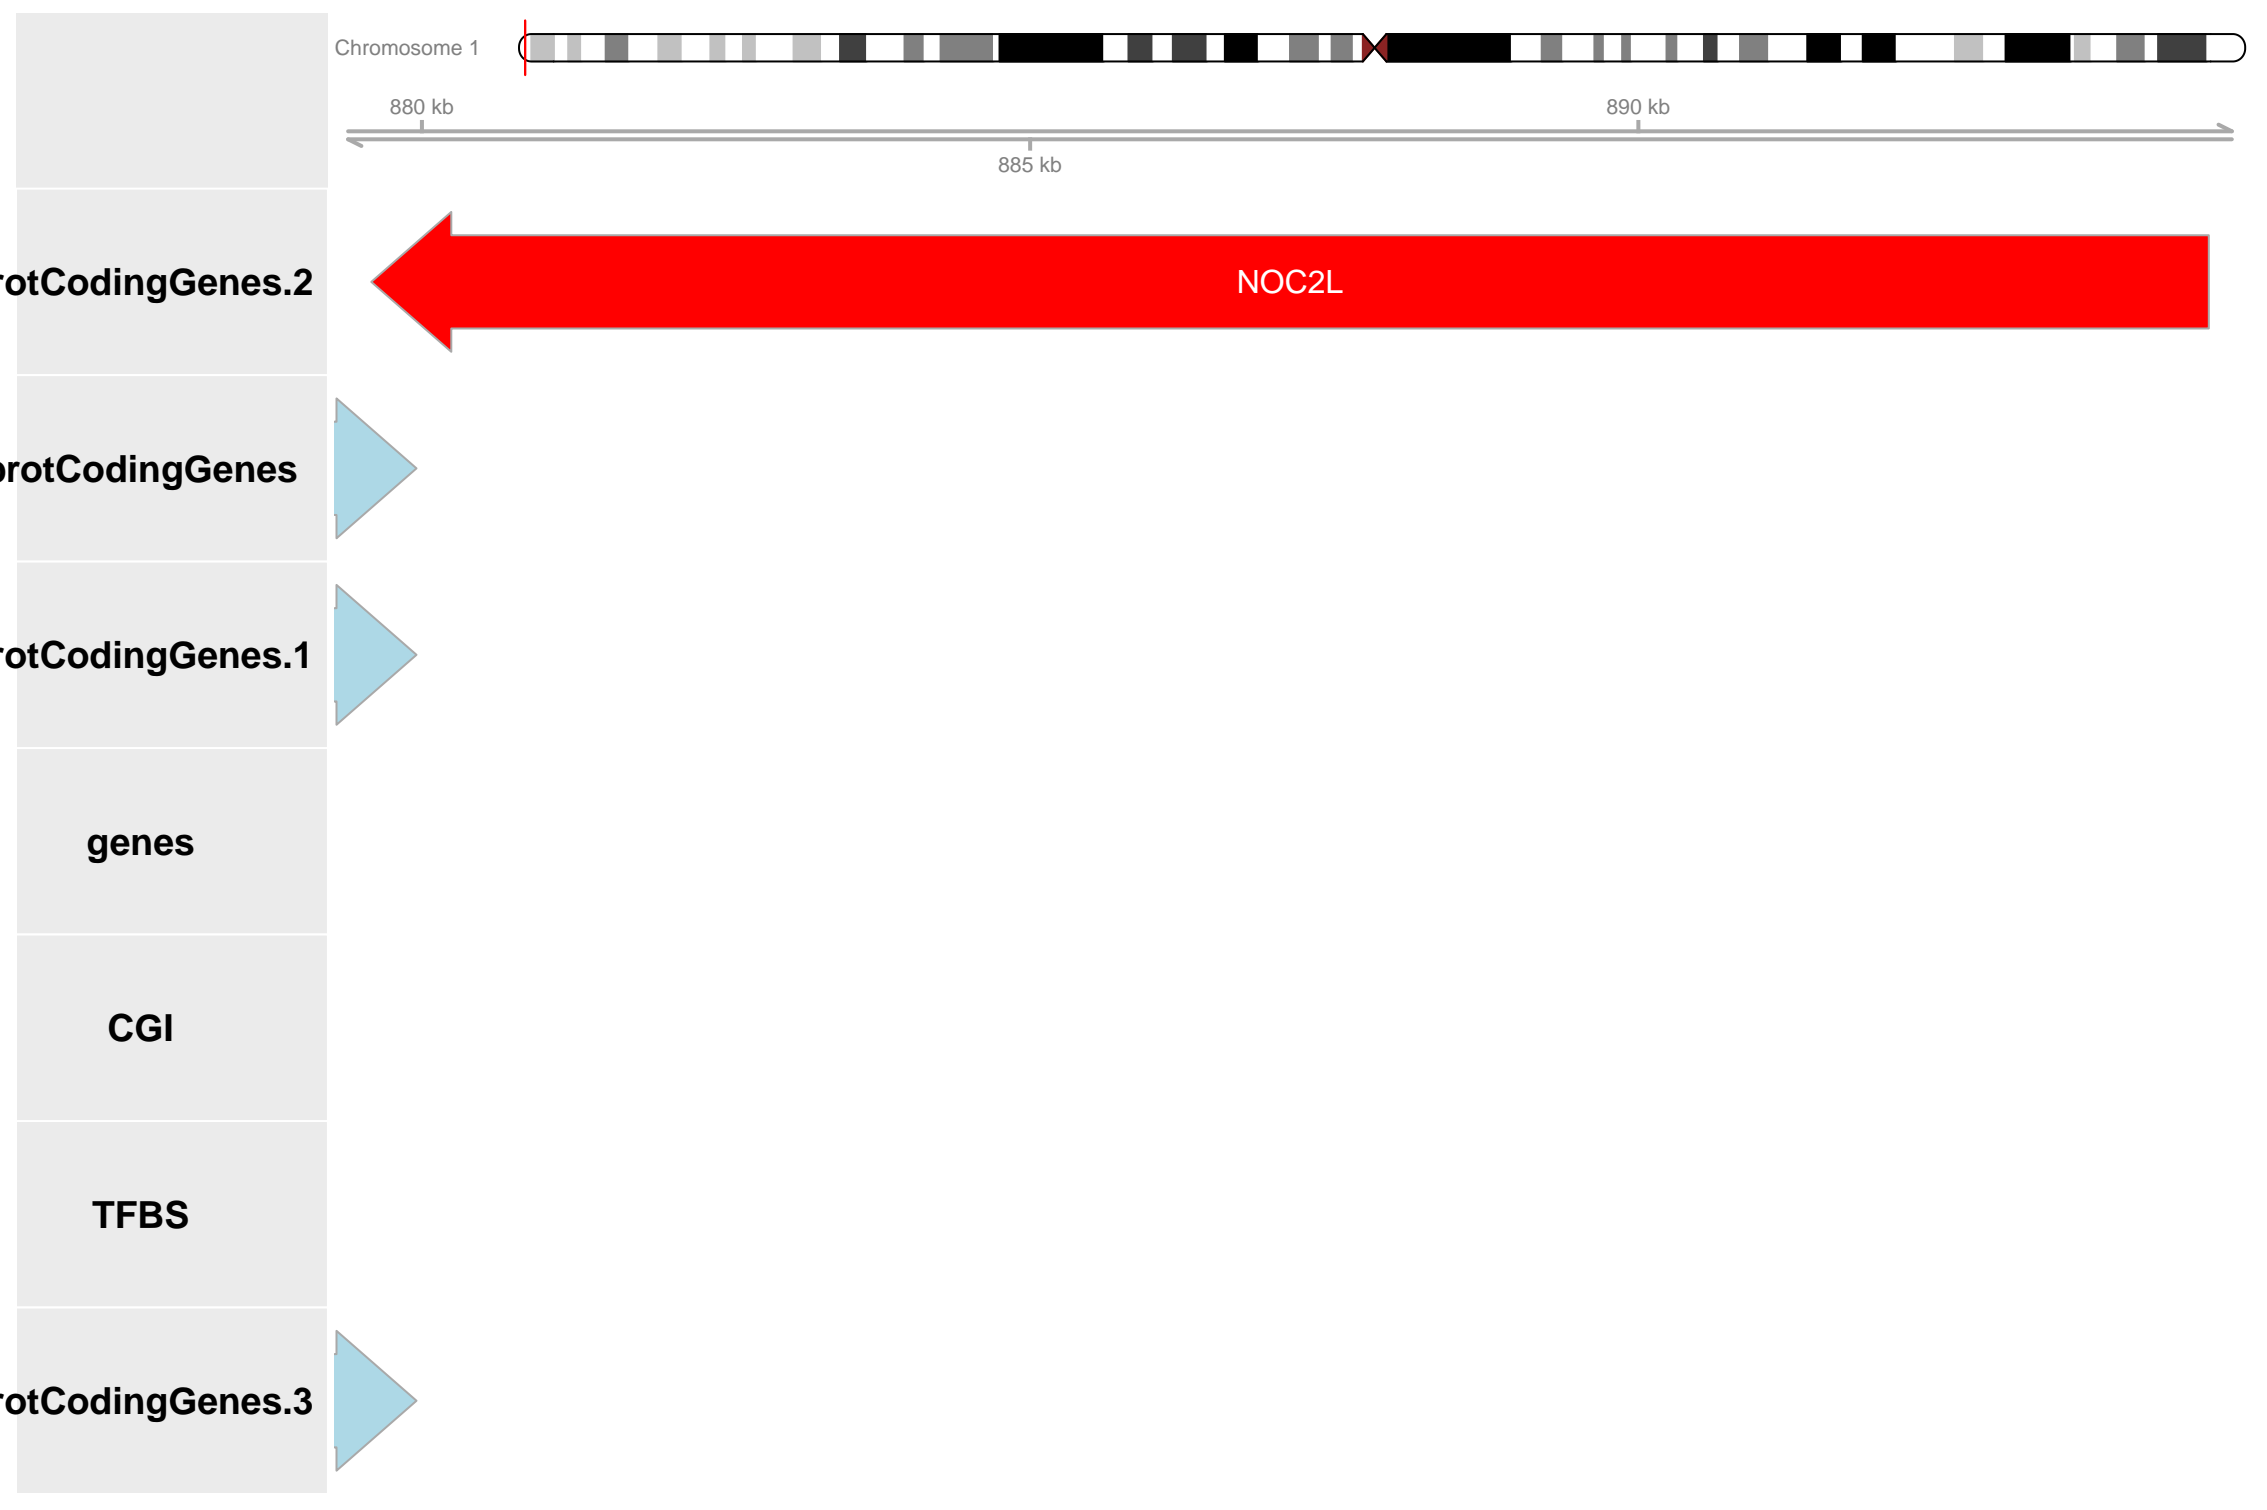 Chromosome 1
880 kb
890 kb
885 kb
rotCodingGenes.2
NOC2L
protCodingGenes
rotCodingGenes.1
genes
CGI
TFBS
rotCodingGenes.3